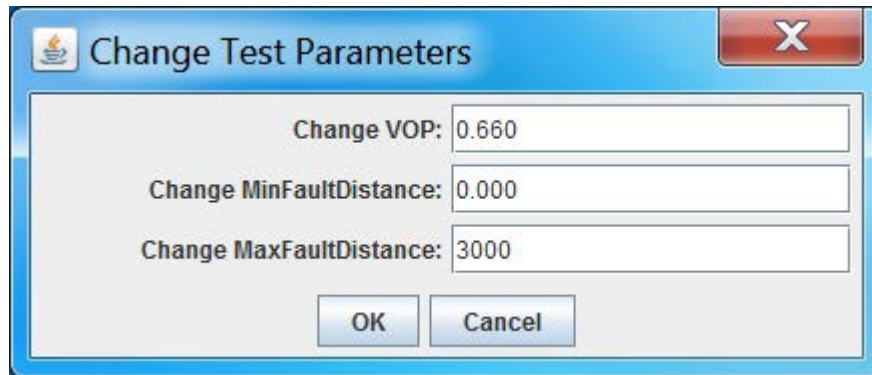 Change Test Parameters
Change VOP: 0.660
Change MinFaultDistance: 0.000
Change MaxFaultDistance: 3000
OK Cancel